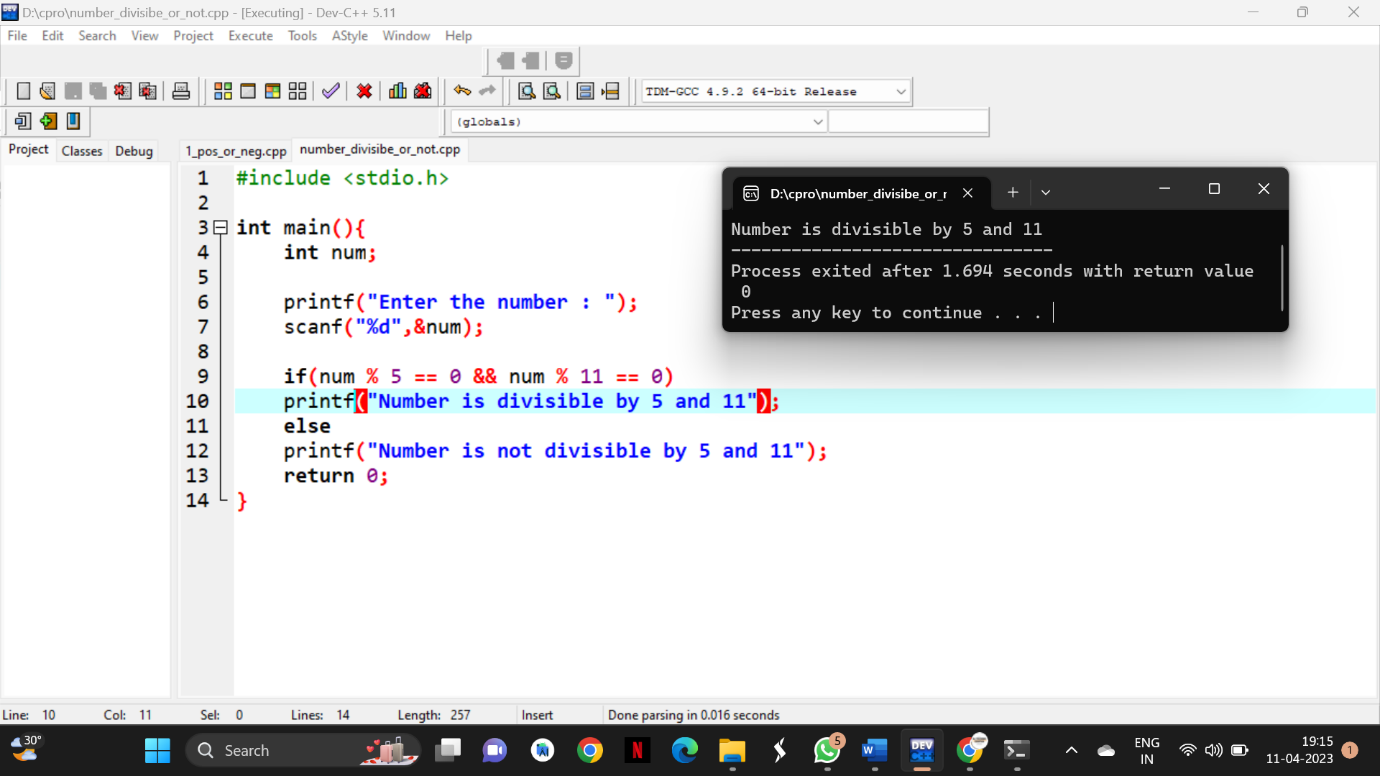 D:\cpro\number_divisibe_or_not.cpp - [Executing] - Dev-C++ 5.11
File Edit Search View Project Execute Tools AStyle Window Help
TDM-GCC 4.9.2 64-bit Release
(globals)
Project Classes Debug
1_pos_or_neg.cpp number_divisibe_or_not.cpp
1 #include <stdio.h>
2
3 int main(){
4 int num;
5
6 printf("Enter the number : ");
7 scanf("%d",&num);
8
9 if(num % 5 == 0 && num % 11 == 0)
10 printf("Number is divisible by 5 and 11");
11 else
12 printf("Number is not divisible by 5 and 11");
13 return 0;
14 }
D:\cpro\number_divisibe_or_r
Number is divisible by 5 and 11
--------------------------------
Process exited after 1.694 seconds with return value
0
Press any key to continue . . .
Line: 10 Col: 11 Sel: 0 Lines: 14 Length: 257 Insert Done parsing in 0.016 seconds
30°
Search
N
5
W
DEV
ENG
IN
19:15
11-04-2023
1